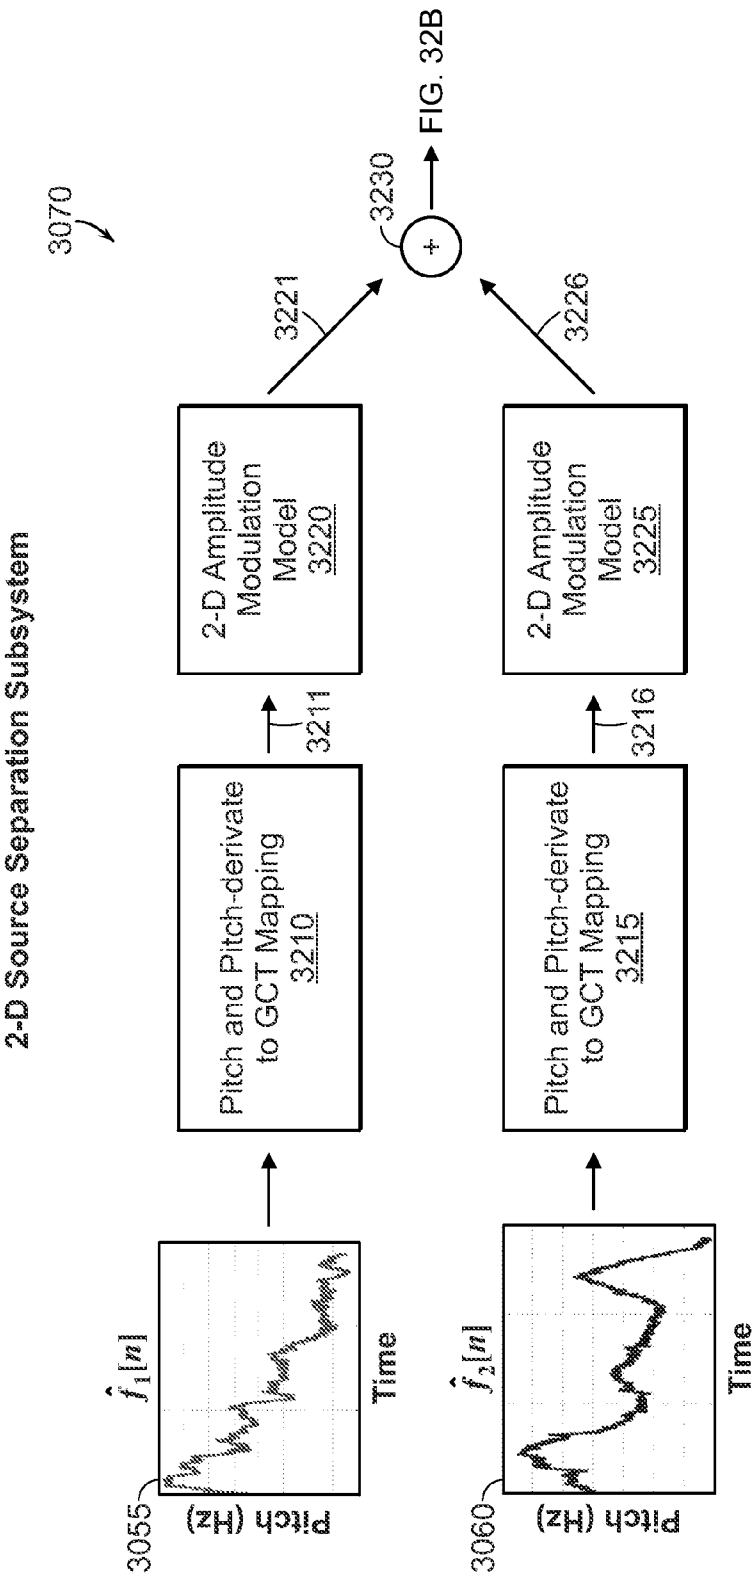 2-D Source Separation Subsystem
3070
3055
f̂₁[n]
Pitch (Hz)
Time
Pitch and Pitch-derivate
to GCT Mapping
3210
3211
2-D Amplitude
Modulation
Model
3220
3221
3060
f̂₂[n]
Pitch (Hz)
Time
Pitch and Pitch-derivate
to GCT Mapping
3215
3216
2-D Amplitude
Modulation
Model
3225
3226
3230
+
FIG. 32B